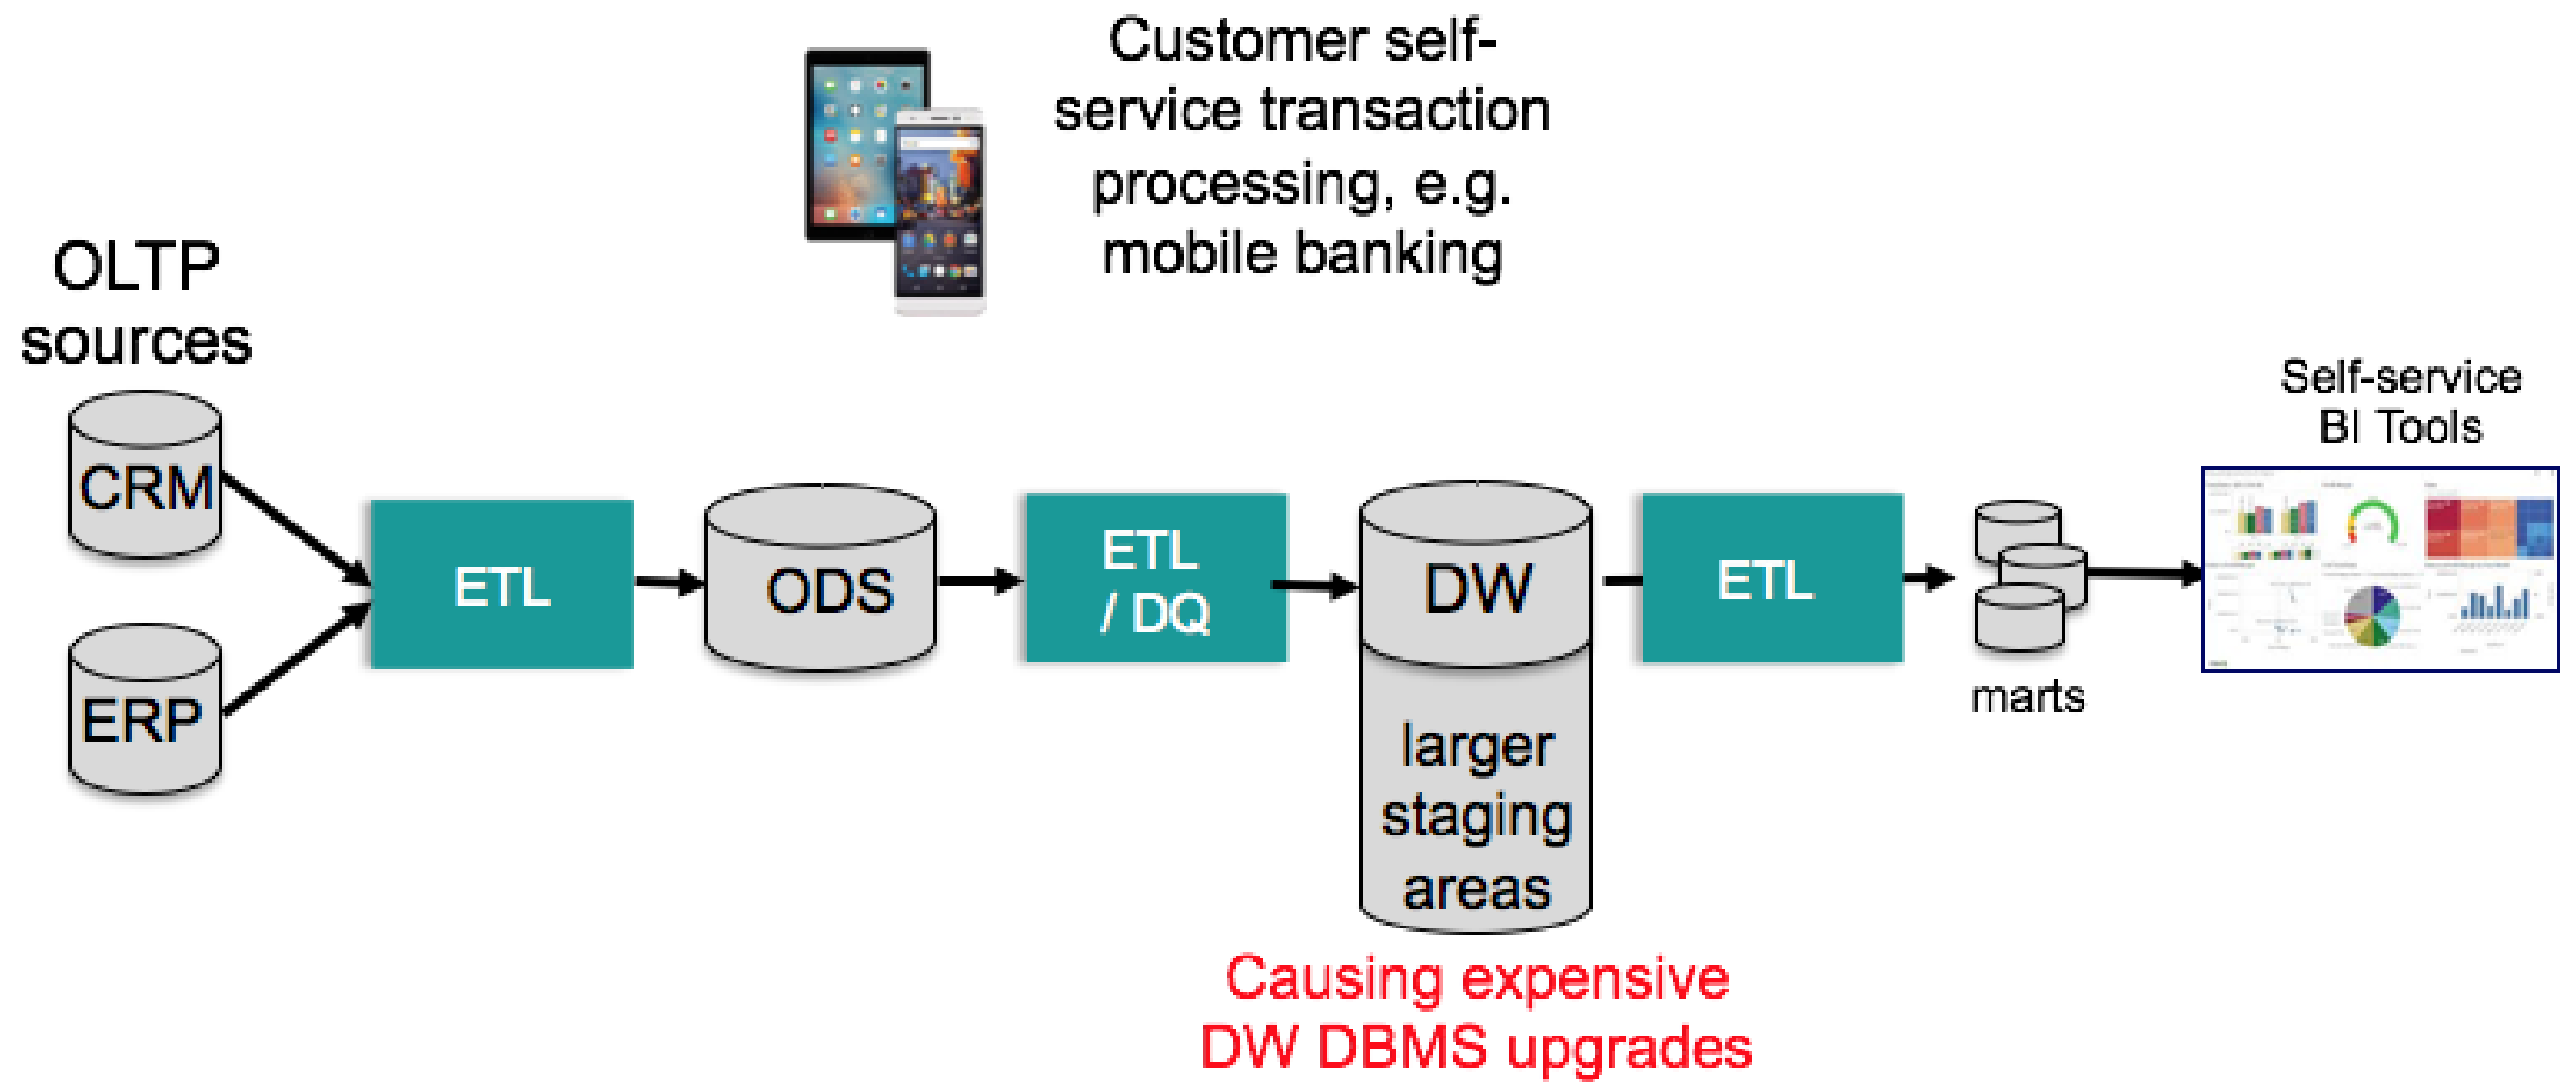 Customer self-
service transaction
processing, e.g.
mobile banking
OLTP
sources
CRM
ERP
ETL
ODS
ETL
/ DQ
DW
larger
staging
areas
Causing expensive
DW DBMS upgrades
ETL
marts
Self-service
BI Tools